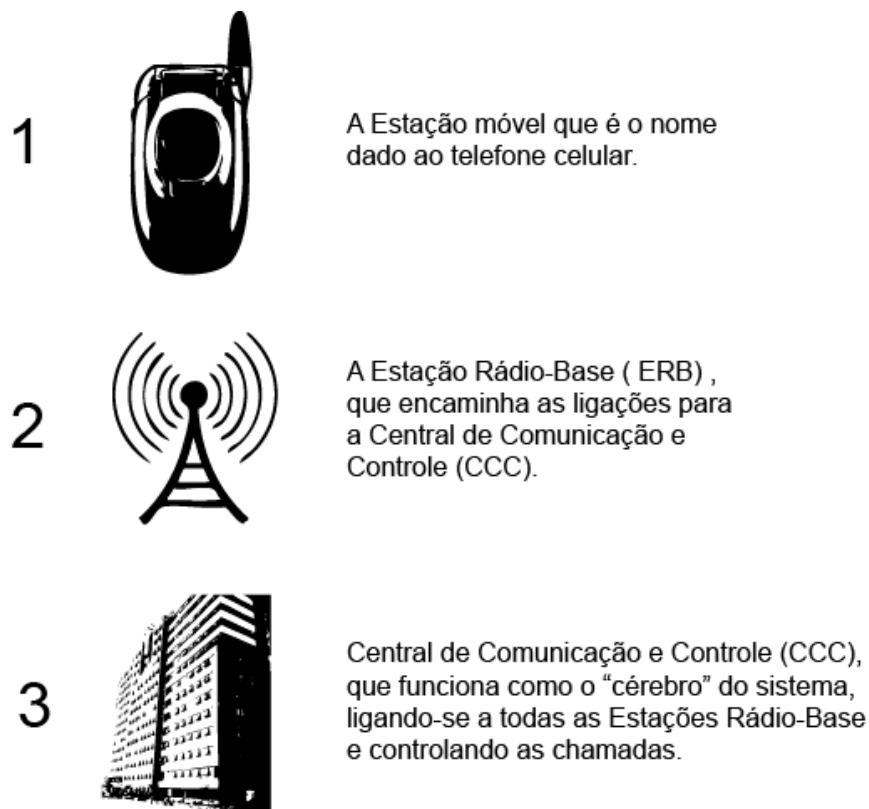 1
A Estação móvel que é o nome
dado ao telefone celular.
2
A Estação Rádio-Base ( ERB) ,
que encaminha as ligações para
a Central de Comunicação e
Controle (CCC).
3
Central de Comunicação e Controle (CCC),
que funciona como o “cérebro” do sistema,
ligando-se a todas as Estações Rádio-Base
e controlando as chamadas.